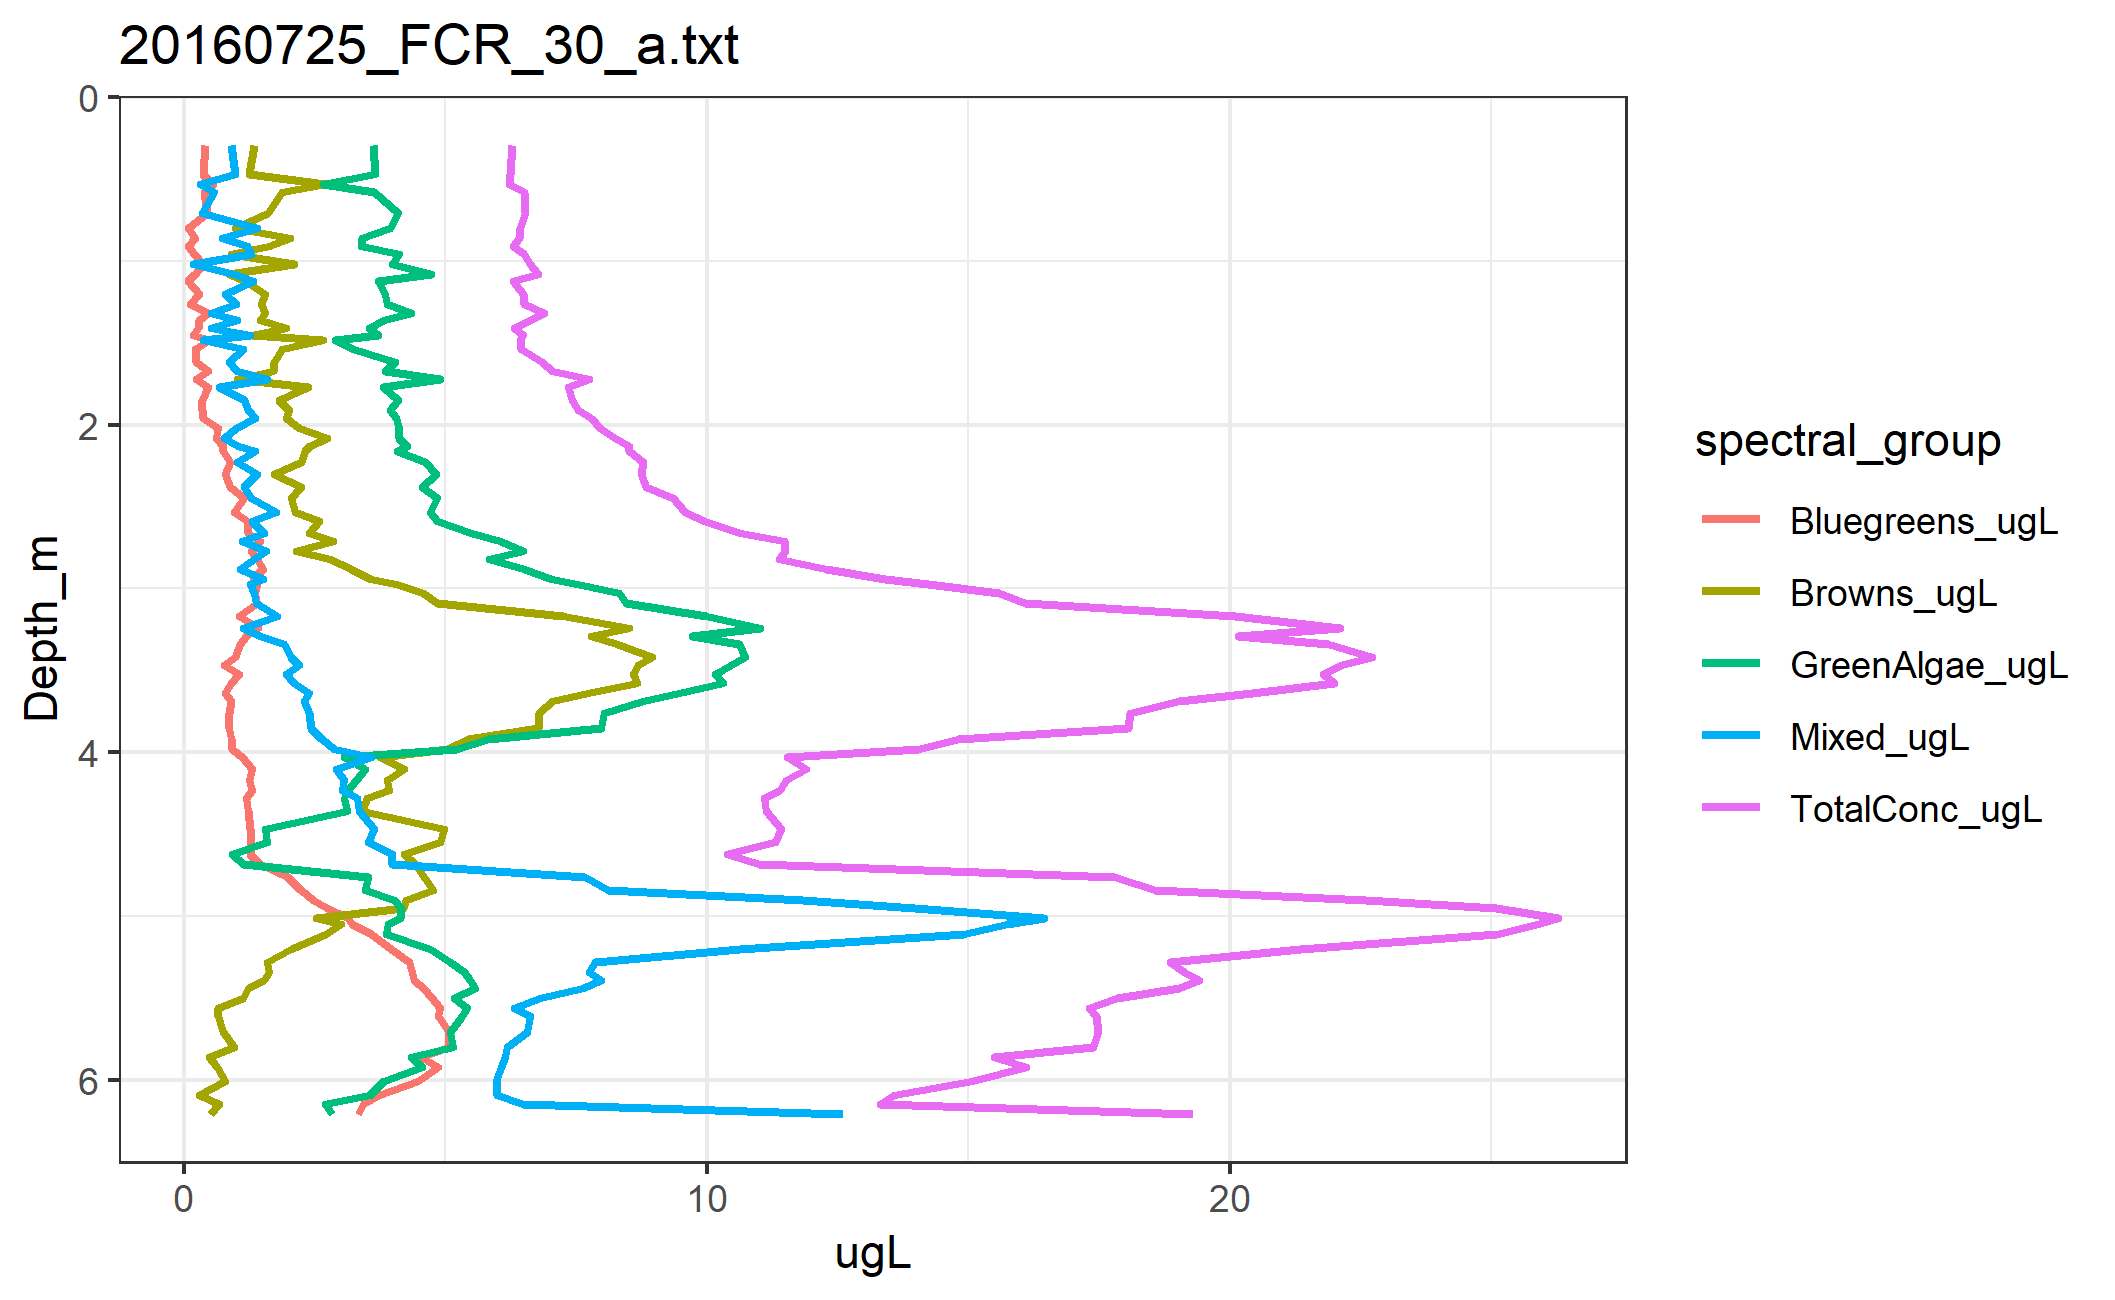 20160725_FCR_30_a.txt
0
2
4
6
Depth_m
0
10
20
ugL
spectral_group
Bluegreens_ugL
Browns_ugL
GreenAlgae_ugL
Mixed_ugL
TotalConc_ugL